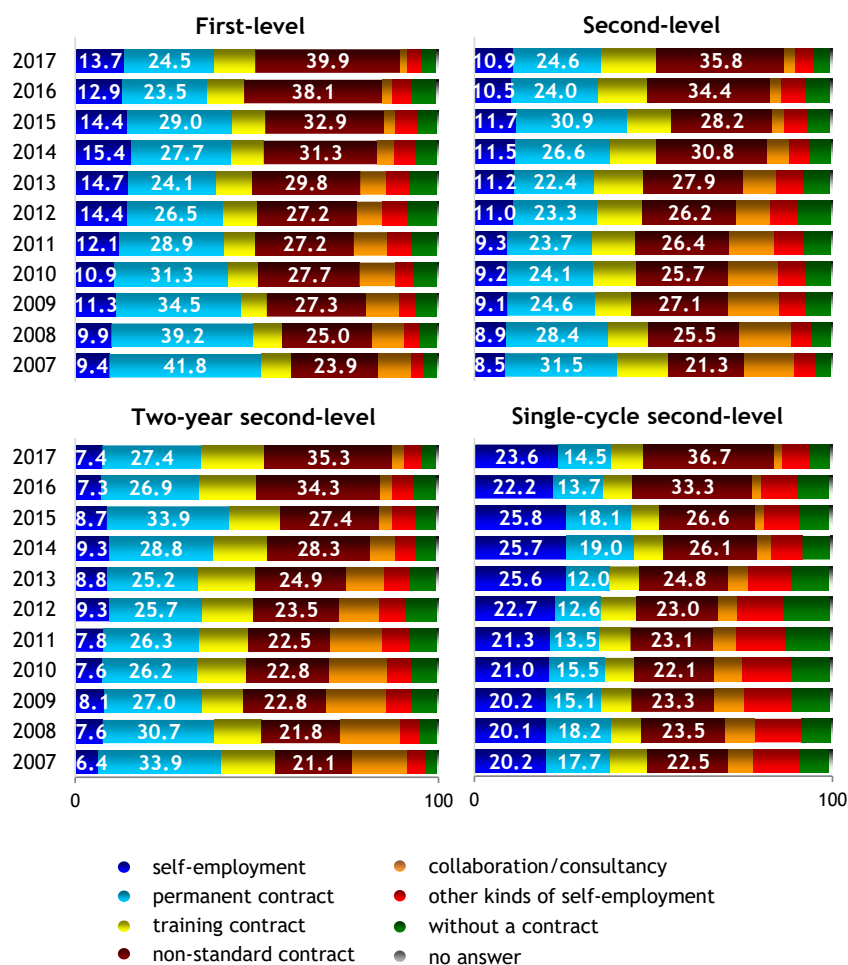 First-level
2017 13.7 24.5 39.9
2016 12.9 23.5 38.1
2015 14.4 29.0 32.9
2014 15.4 27.7 31.3
2013 14.7 24.1 29.8
2012 14.4 26.5 27.2
2011 12.1 28.9 27.2
2010 10.9 31.3 27.7
2009 11.3 34.5 27.3
2008 9.9 39.2 25.0
2007 9.4 41.8 23.9
Second-level
10.9 24.6 35.8
10.5 24.0 34.4
11.7 30.9 28.2
11.5 26.6 30.8
11.2 22.4 27.9
11.0 23.3 26.2
9.3 23.7 26.4
9.2 24.1 25.7
9.1 24.6 27.1
8.9 28.4 25.5
8.5 31.5 21.3
Two-year second-level
2017 7.4 27.4 35.3
2016 7.3 26.9 34.3
2015 8.7 33.9 27.4
2014 9.3 28.8 28.3
2013 8.8 25.2 24.9
2012 9.3 25.7 23.5
2011 7.8 26.3 22.5
2010 7.6 26.2 22.8
2009 8.1 27.0 22.8
2008 7.6 30.7 21.8
2007 6.4 33.9 21.1
0 100
Single-cycle second-level
23.6 14.5 36.7
22.2 13.7 33.3
25.8 18.1 26.6
25.7 19.0 26.1
25.6 12.0 24.8
22.7 12.6 23.0
21.3 13.5 23.1
21.0 15.5 22.1
20.2 15.1 23.3
20.1 18.2 23.5
20.2 17.7 22.5
0 100
self-employment
permanent contract
training contract
non-standard contract
collaboration/consultancy
other kinds of self-employment
without a contract
no answer